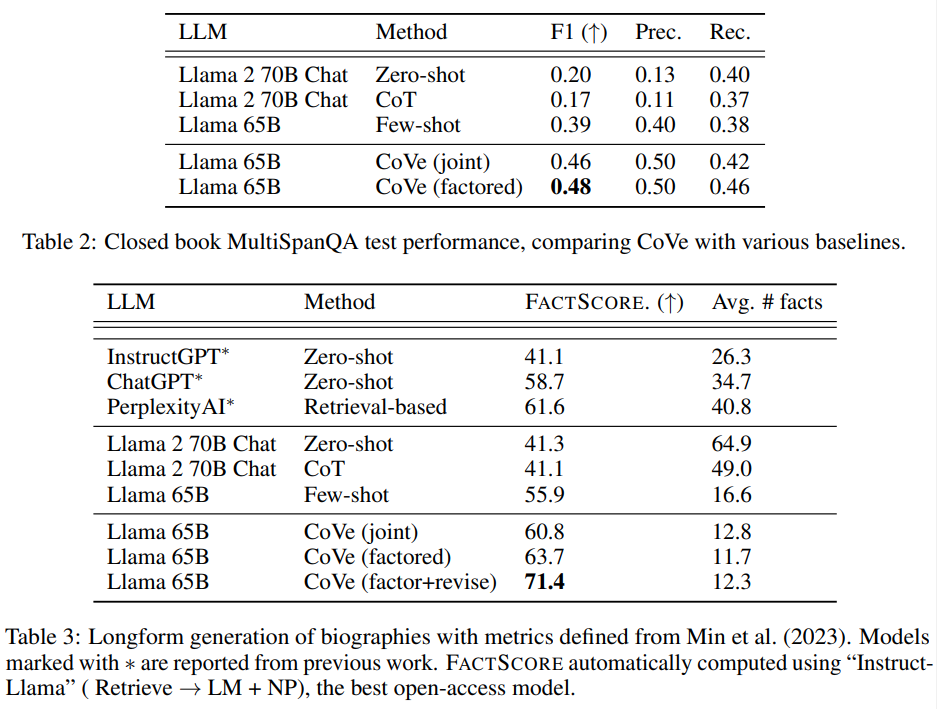 LLM Method F1 (↑) Prec. Rec.
Llama 2 70B Chat Zero-shot 0.20 0.13 0.40
Llama 2 70B Chat CoT 0.17 0.11 0.37
Llama 65B Few-shot 0.39 0.40 0.38
Llama 65B CoVe (joint) 0.46 0.50 0.42
Llama 65B CoVe (factored) 0.48 0.50 0.46
Table 2: Closed book MultiSpanQA test performance, comparing CoVe with various baselines.
LLM Method FACTSCORE. (↑) Avg. # facts
InstructGPT* Zero-shot 41.1 26.3
ChatGPT* Zero-shot 58.7 34.7
PerplexityAI* Retrieval-based 61.6 40.8
Llama 2 70B Chat Zero-shot 41.3 64.9
Llama 2 70B Chat CoT 41.1 49.0
Llama 65B Few-shot 55.9 16.6
Llama 65B CoVe (joint) 60.8 12.8
Llama 65B CoVe (factored) 63.7 11.7
Llama 65B CoVe (factor+revise) 71.4 12.3
Table 3: Longform generation of biographies with metrics defined from Min et al. (2023). Models
marked with * are reported from previous work. FACTSCORE automatically computed using “Instruct-
Llama” ( Retrieve → LM + NP), the best open-access model.